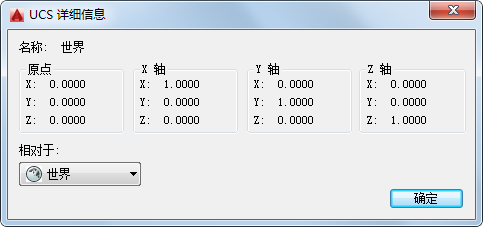 UCS 详细信息
名称: 世界
原点 X 轴 Y 轴 Z 轴
X: 0.0000 X: 1.0000 X: 0.0000 X: 0.0000
Y: 0.0000 Y: 0.0000 Y: 1.0000 Y: 0.0000
Z: 0.0000 Z: 0.0000 Z: 0.0000 Z: 1.0000
相对于:
世界
确定